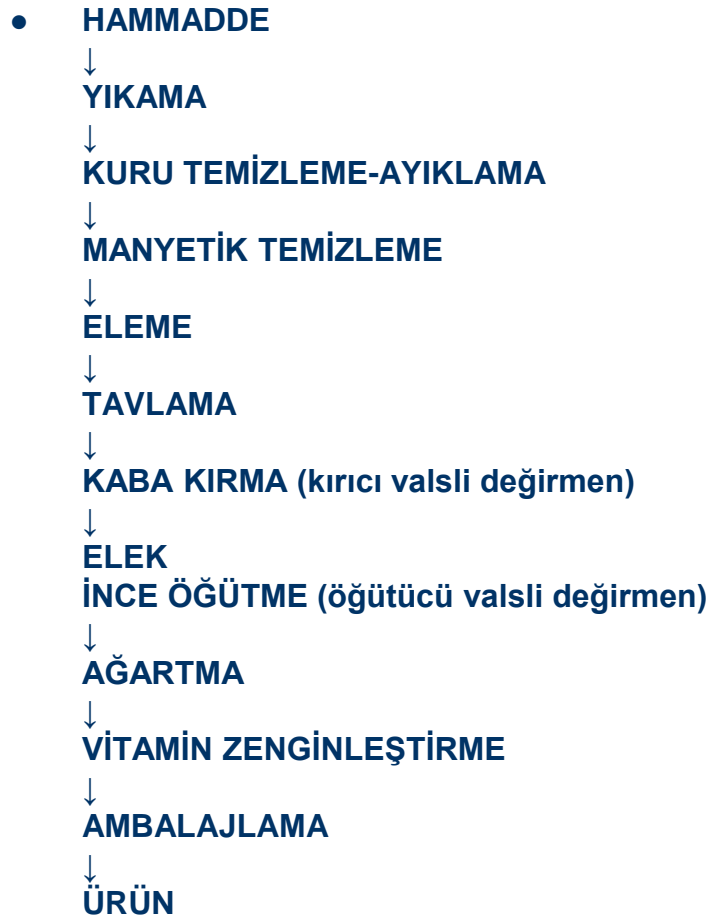 ● HAMMADDE
↓
YIKAMA
↓
KURU TEMİZLEME-AYIKLAMA
↓
MANYETİK TEMİZLEME
↓
ELEME
↓
TAVLAMA
↓
KABA KIRMA (kırıcı valsli değirmen)
↓
ELEK
İNCE ÖĞÜTME (öğütücü valsli değirmen)
↓
AĞARTMA
↓
VİTAMİN ZENGİNLEŞTİRME
↓
AMBALAJLAMA
↓
ÜRÜN